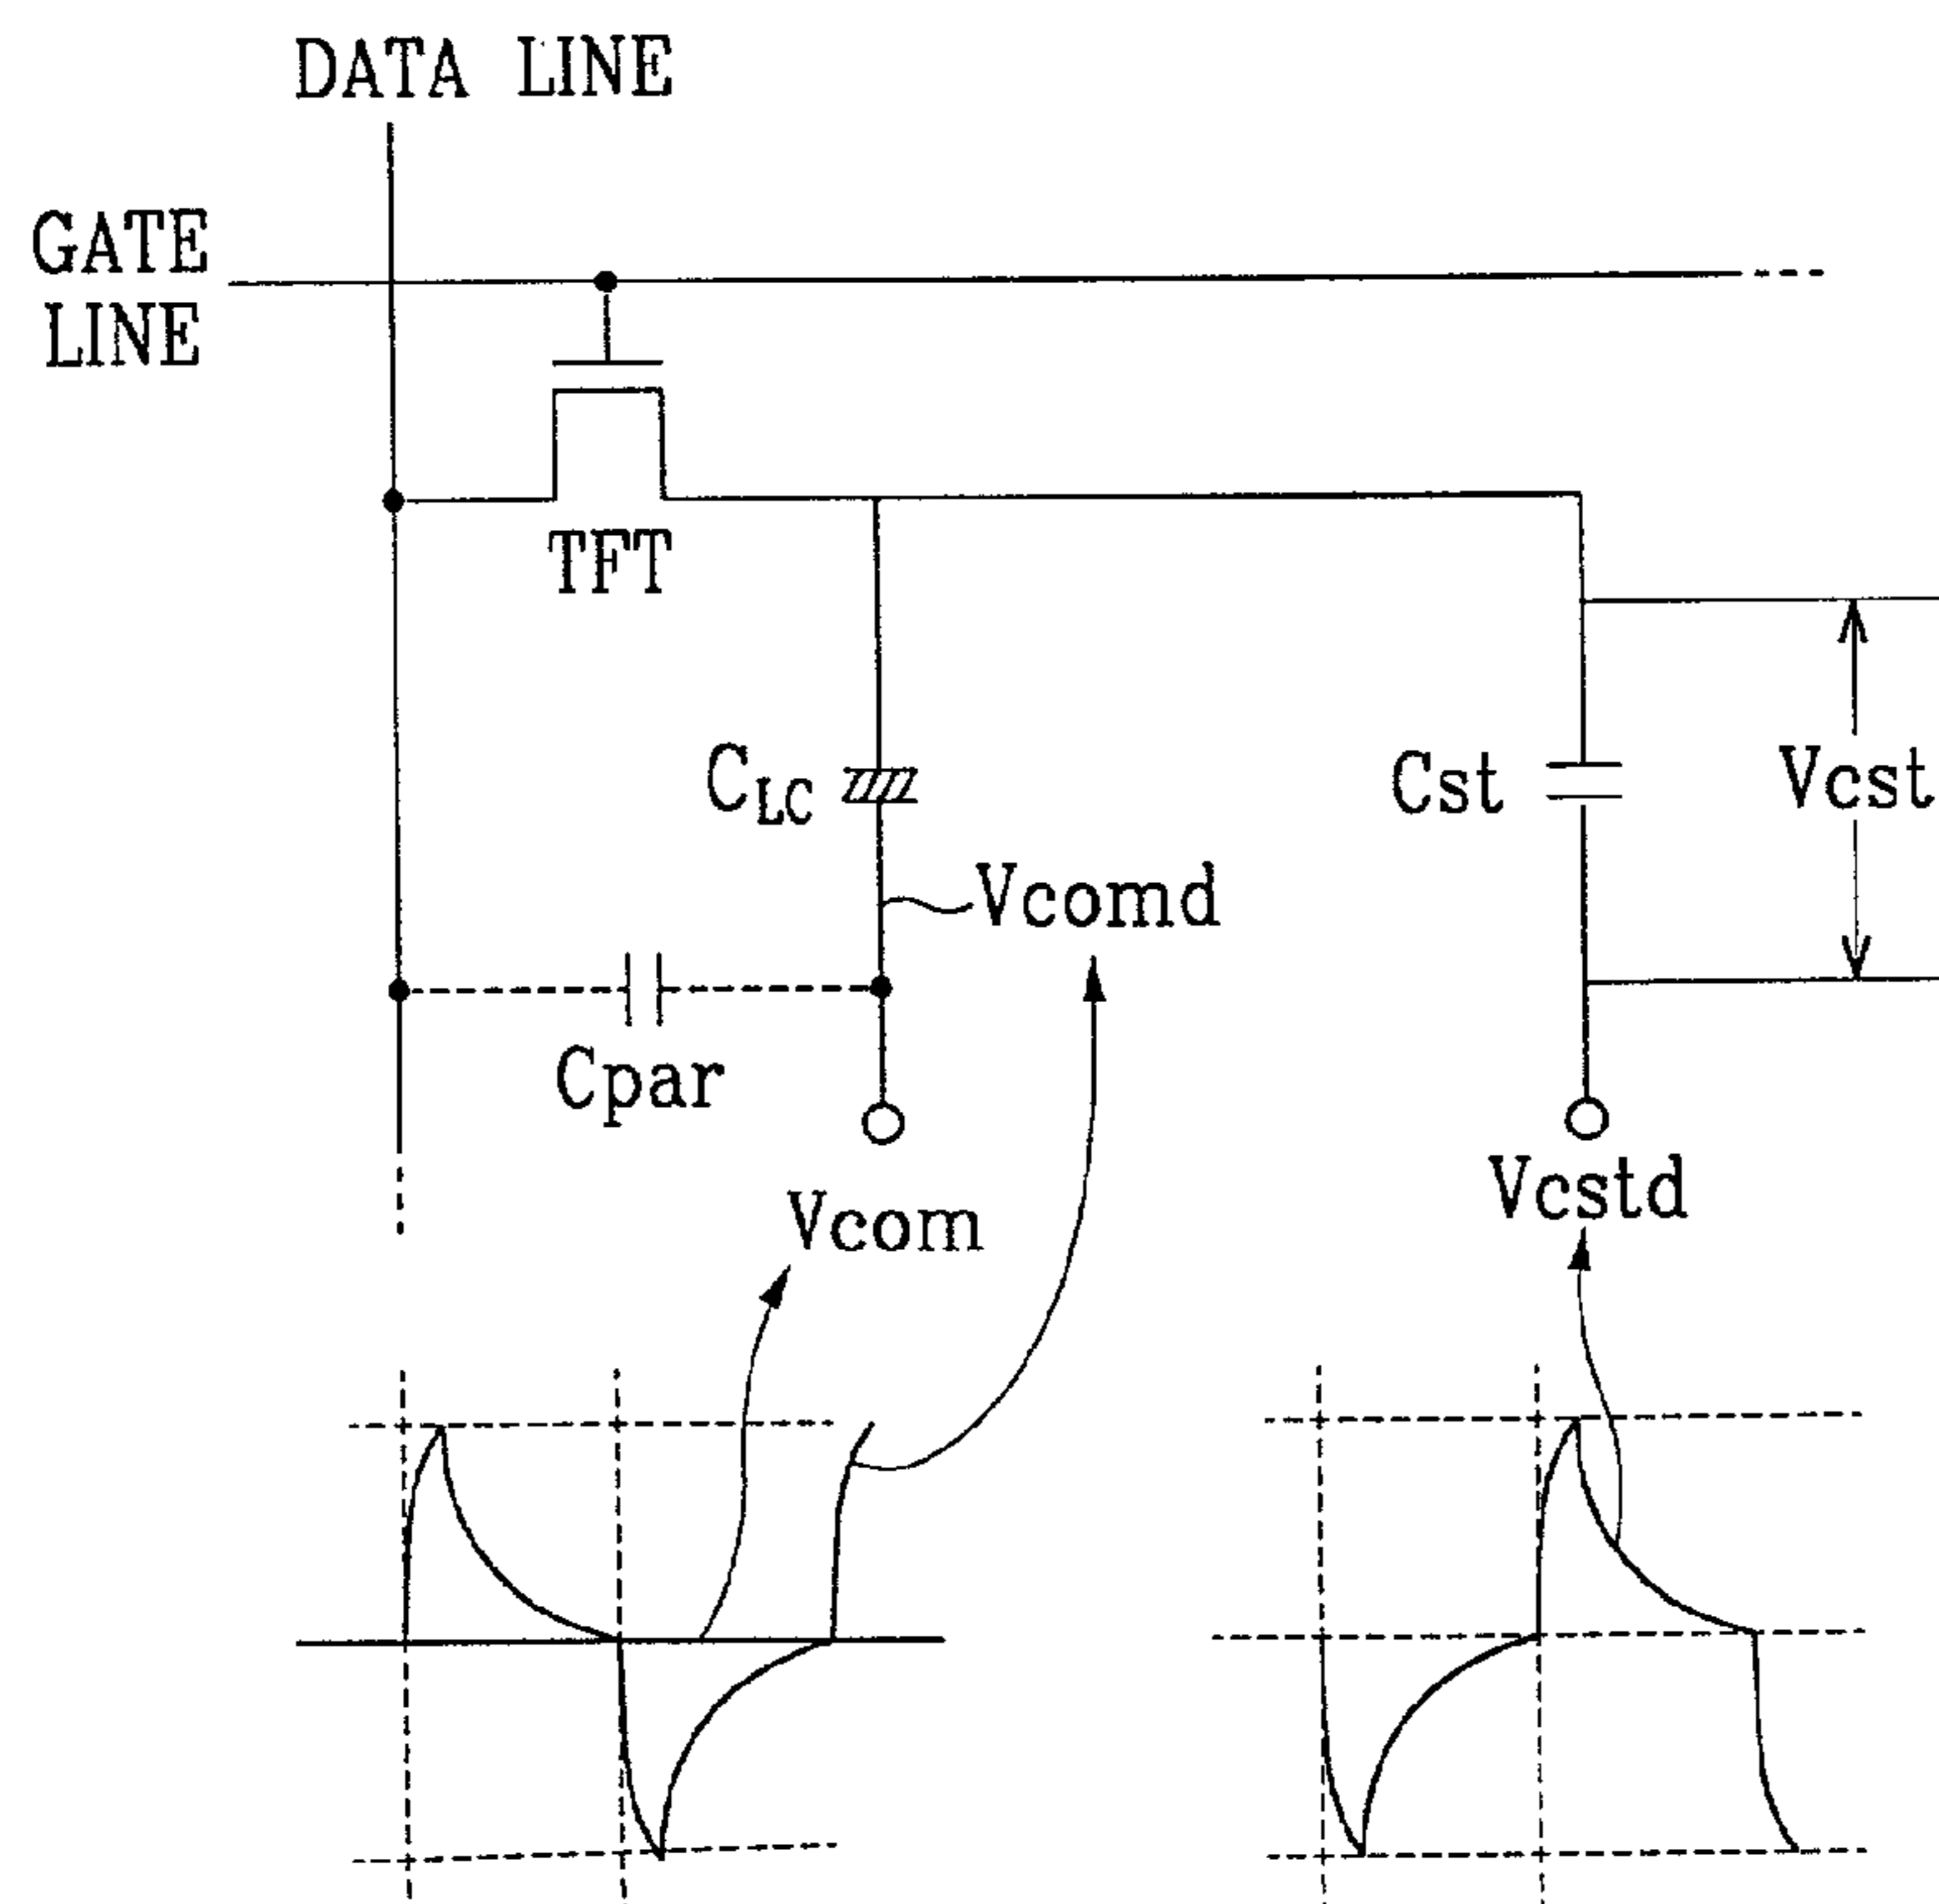 DATA LINE
GATE
LINE
TFT
CLC
Cst
Vcst
Vcomd
Cpar
Vcom
Vcstd